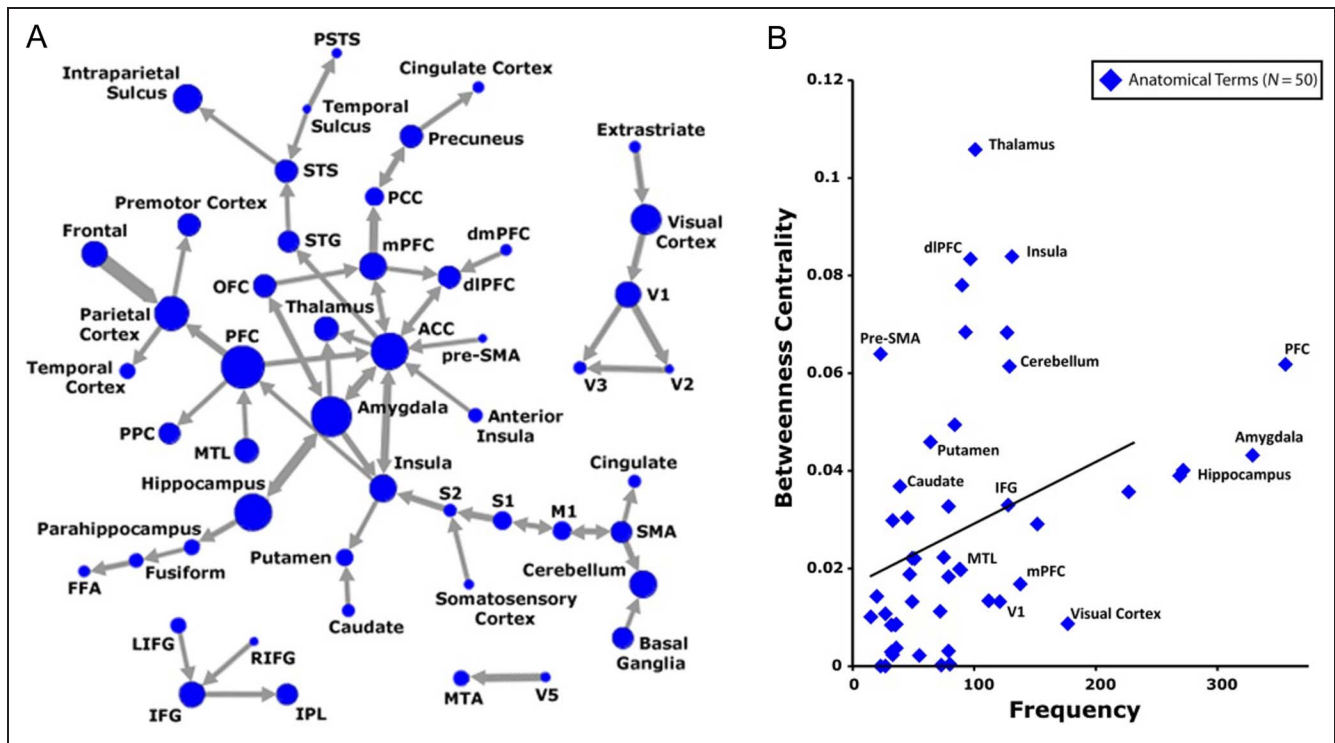 A
PSTS
Intraparietal
Sulcus
Cingulate Cortex
Temporal
Sulcus
Precuneus
Extrastriate
STS
Premotor Cortex
PCC
Visual
Cortex
Frontal
STG
mPFC
dmPFC
OFC
dlPFC
V1
Thalamus
Parietal
Cortex
PFC
ACC
pre-SMA
Temporal
Cortex
V3
V2
Amygdala
Anterior
Insula
PPC
MTL
Insula
Cingulate
Hippocampus
S2
S1
M1
SMA
Parahippocampus
Putamen
Cerebellum
Fusiform
FFA
Somatosensory
Cortex
Caudate
LIFG
RIFG
Basal
Ganglia
IFG
IPL
MTA
V5
B
Anatomical Terms (N = 50)
Betweenness Centrality
0.12
0.1
0.08
0.06
0.04
0.02
0
Thalamus
dlPFC
Insula
Pre-SMA
Cerebellum
PFC
Putamen
Amygdala
Hippocampus
Caudate
IFG
MTL
mPFC
V1
Visual Cortex
0
100
200
300
Frequency